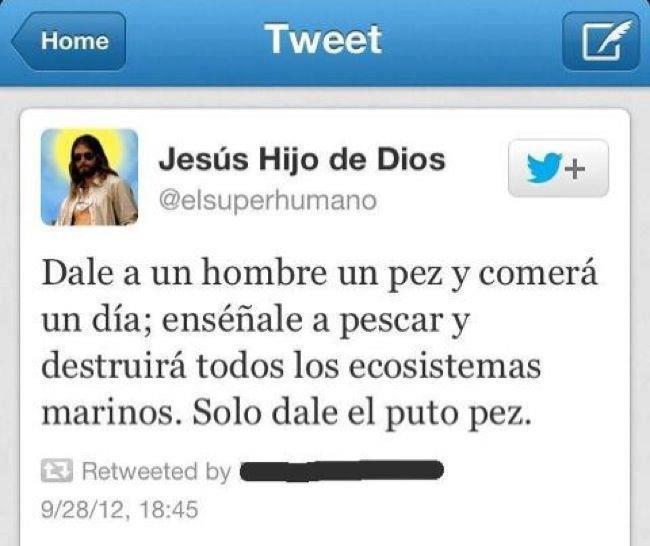 Home
Tweet
Jesús Hijo de Dios
@elsuperhumano
Dale a un hombre un pez y comerá
un día; enséñale a pescar y
destruirá todos los ecosistemas
marinos. Solo dale el puto pez.
Retweeted by
9/28/12, 18:45